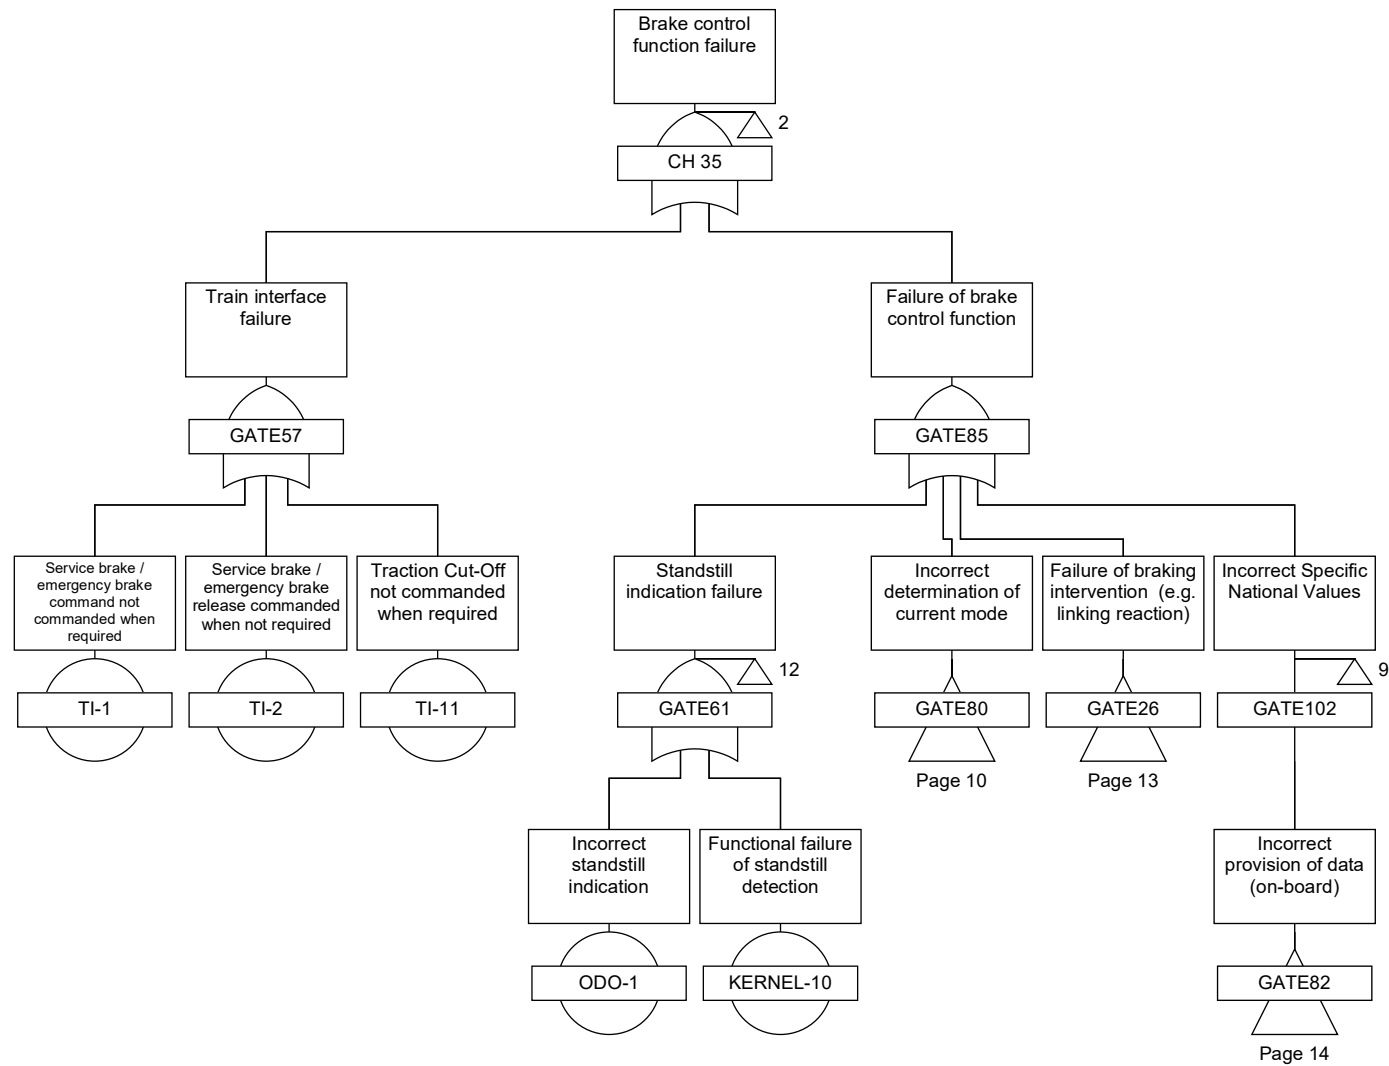 Brake control
function failure
2
CH 35
Train interface
failure
Failure of brake
control function
GATE57
GATE85
Service brake /
emergency brake
command not
commanded when
required
Service brake /
emergency brake
release commanded
when not required
Traction Cut-Off
not commanded
when required
Standstill
indication failure
Incorrect
determination of
current mode
Failure of braking
intervention (e.g.
linking reaction)
Incorrect Specific
National Values
12
9
TI-1
TI-2
TI-11
GATE61
GATE80
GATE26
GATE102
Page 10
Page 13
Incorrect
standstill
indication
Functional failure
of standstill
detection
Incorrect
provision of data
(on-board)
ODO-1
KERNEL-10
GATE82
Page 14